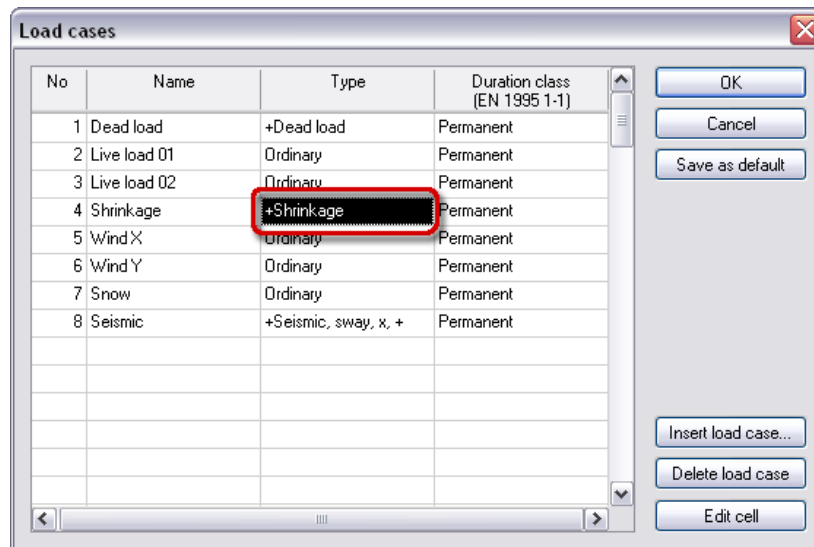 Load cases
No Name Type Duration class
(EN 1995 1-1)
1 Dead load +Dead load Permanent
2 Live load 01 Ordinary Permanent
3 Live load 02 Ordinary Permanent
4 Shrinkage +Shrinkage Permanent
5 Wind X Ordinary Permanent
6 Wind Y Ordinary Permanent
7 Snow Ordinary Permanent
8 Seismic +Seismic, sway, x, + Permanent
OK
Cancel
Save as default
Insert load case...
Delete load case
Edit cell